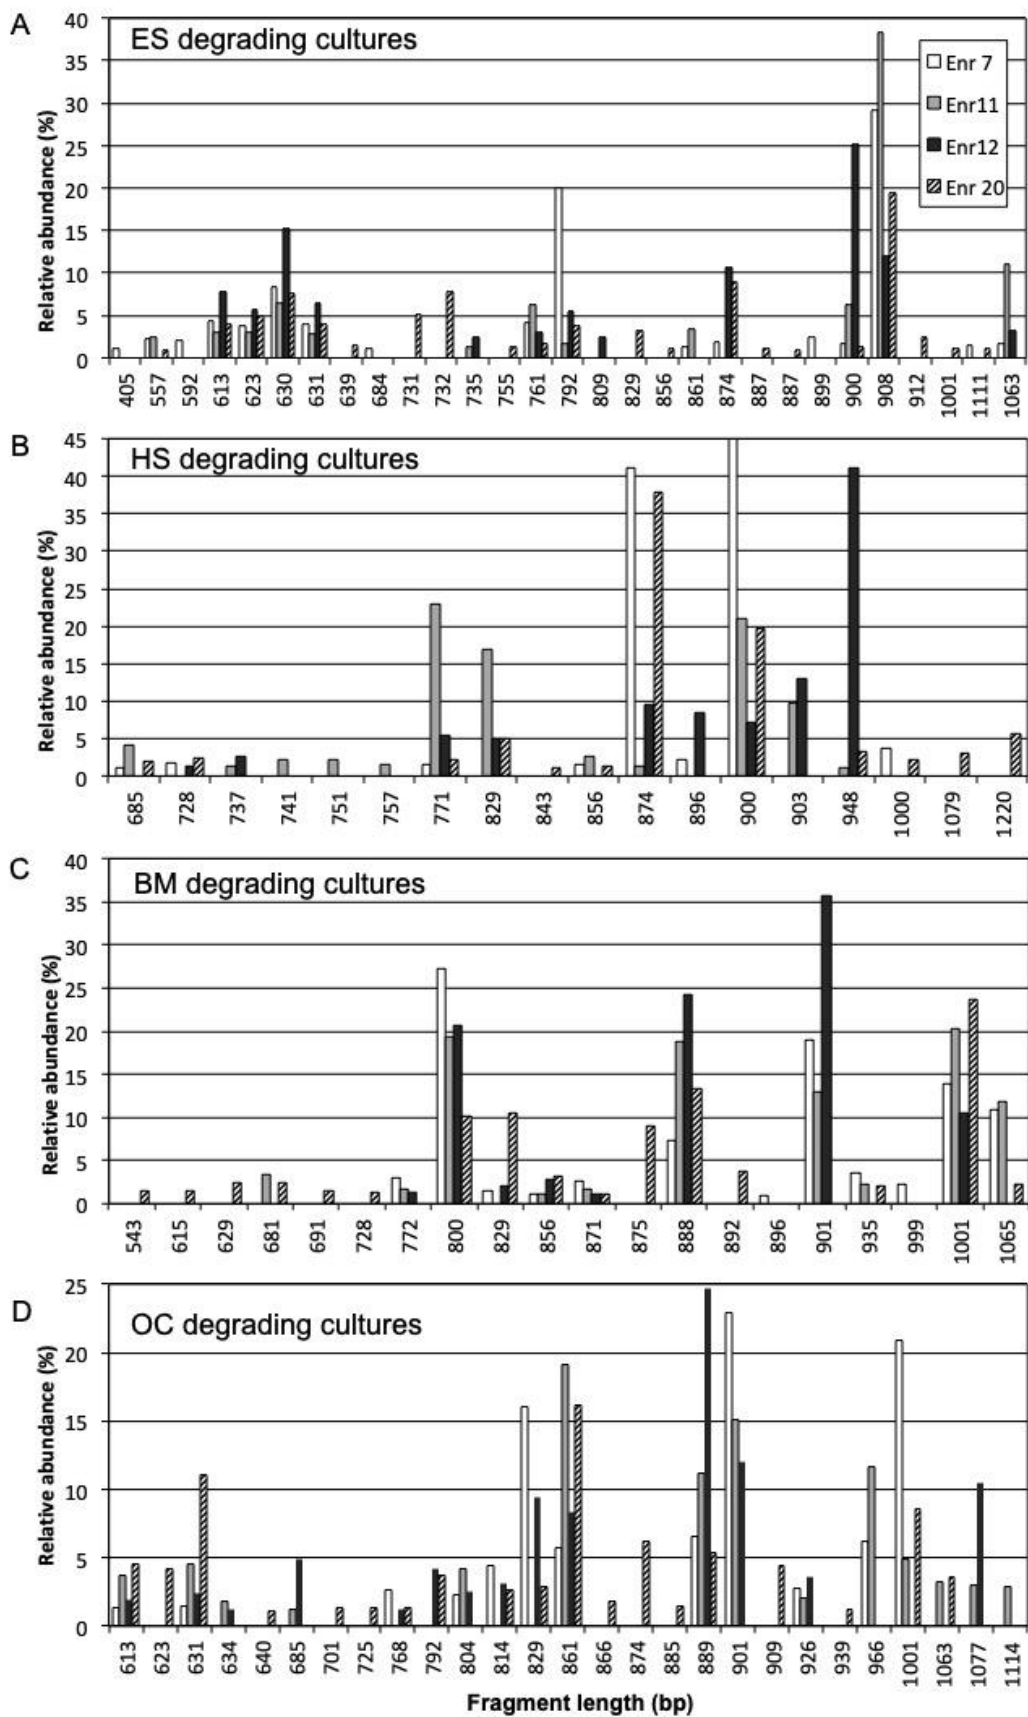 A
ES degrading cultures
Relative abundance (%)
40
35
30
25
20
15
10
5
0
Enr 7
Enr11
Enr12
Enr 20
405 557 592 613 623 630 631 639 684 731 732 735 755 761 792 809 829 856 861 874 887 887 899 900 908 912 1001 1111 1063
B
HS degrading cultures
Relative abundance (%)
45
40
35
30
25
20
15
10
5
0
685 728 737 741 751 757 771 829 843 856 874 896 900 903 948 1000 1079 1220
C
BM degrading cultures
Relative abundance (%)
40
35
30
25
20
15
10
5
0
543 615 629 681 691 728 772 800 829 856 871 875 888 892 896 901 935 999 1001 1065
D
OC degrading cultures
Relative abundance (%)
25
20
15
10
5
0
613 623 631 634 640 685 701 725 768 792 804 814 829 861 866 874 885 889 901 909 926 939 966 1001 1063 1077 1114
Fragment length (bp)